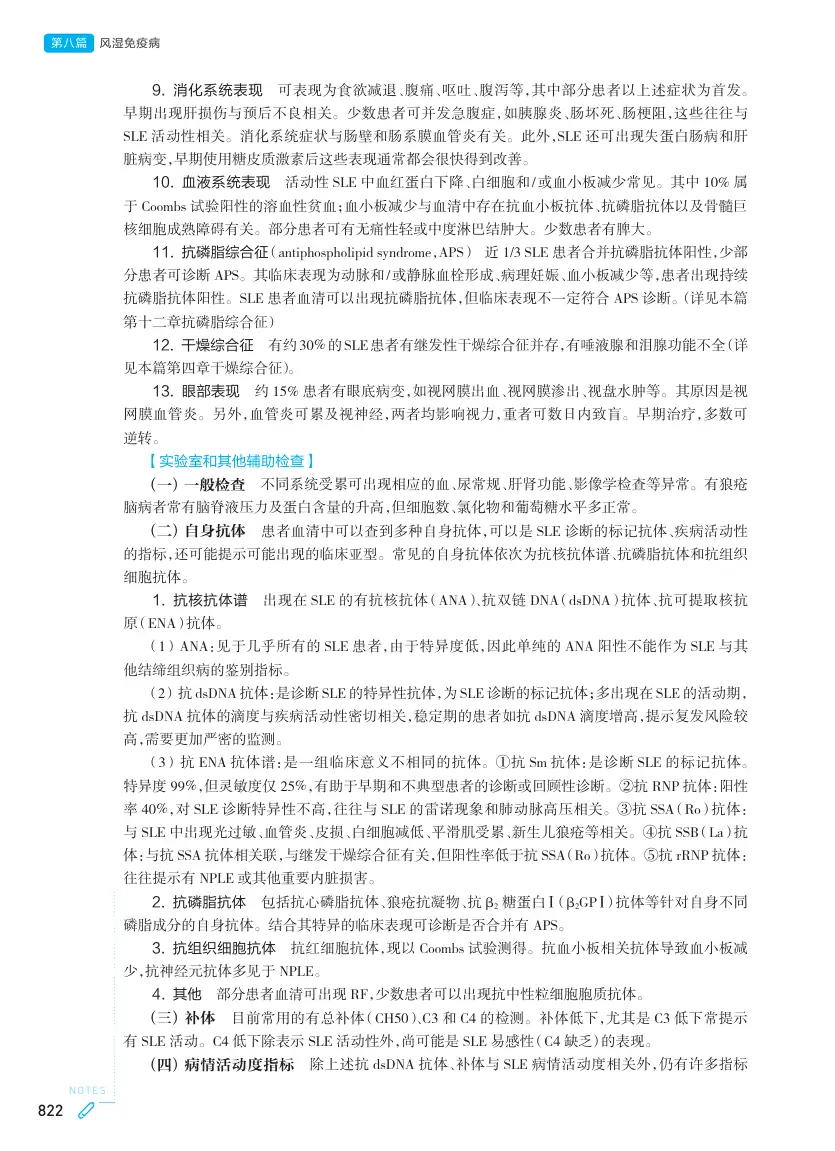 第八篇 风湿免疫病
9. 消化系统表现 可表现为食欲减退、腹痛、呕吐、腹泻等,其中部分患者以上述症状为首发。
早期出现肝损伤与预后不良相关。少数患者可并发急腹症,如胰腺炎、肠坏死、肠梗阻,这些往往与
SLE 活动性相关。消化系统症状与肠壁和肠系膜血管炎有关。此外,SLE 还可出现失蛋白肠病和肝
脏病变,早期使用糖皮质激素后这些表现通常都会很快得到改善。
10. 血液系统表现 活动性 SLE 中血红蛋白下降、白细胞和/或血小板减少常见。其中 10% 属
于 Coombs 试验阳性的溶血性贫血;血小板减少与血清中存在抗血小板抗体、抗磷脂抗体以及骨髓巨
核细胞成熟障碍有关。部分患者可有无痛性轻或中度淋巴结肿大。少数患者有脾大。
11. 抗磷脂综合征(antiphospholipid syndrome,APS) 近 1/3 SLE 患者合并抗磷脂抗体阳性,少部
分患者可诊断 APS。其临床表现为动脉和/或静脉血栓形成、病理妊娠、血小板减少等,患者出现持续
抗磷脂抗体阳性。SLE 患者血清可以出现抗磷脂抗体,但临床表现不一定符合 APS 诊断。(详见本篇
第十二章抗磷脂综合征)
12. 干燥综合征 有约30%的SLE患者有继发性干燥综合征并存,有唾液腺和泪腺功能不全(详
见本篇第四章干燥综合征)。
13. 眼部表现 约 15% 患者有眼底病变,如视网膜出血、视网膜渗出、视盘水肿等。其原因是视
网膜血管炎。另外,血管炎可累及视神经,两者均影响视力,重者可数日内致盲。早期治疗,多数可
逆转。
【实验室和其他辅助检查】
(一)一般检查 不同系统受累可出现相应的血、尿常规、肝肾功能、影像学检查等异常。有狼疮
脑病者常有脑脊液压力及蛋白含量的升高,但细胞数、氯化物和葡萄糖水平多正常。
(二)自身抗体 患者血清中可以查到多种自身抗体,可以是 SLE 诊断的标记抗体、疾病活动性
的指标,还可能提示可能出现的临床亚型。常见的自身抗体依次为抗核抗体谱、抗磷脂抗体和抗组织
细胞抗体。
1. 抗核抗体谱 出现在 SLE 的有抗核抗体(ANA)、抗双链 DNA(dsDNA)抗体、抗可提取核抗
原(ENA)抗体。
(1)ANA:见于几乎所有的 SLE 患者,由于特异度低,因此单纯的 ANA 阳性不能作为 SLE 与其
他结缔组织病的鉴别指标。
(2)抗 dsDNA 抗体:是诊断 SLE 的特异性抗体,为 SLE 诊断的标记抗体;多出现在 SLE 的活动期,
抗 dsDNA 抗体的滴度与疾病活动性密切相关,稳定期的患者如抗 dsDNA 滴度增高,提示复发风险较
高,需要更加严密的监测。
(3)抗 ENA 抗体谱:是一组临床意义不相同的抗体。①抗 Sm 抗体:是诊断 SLE 的标记抗体。
特异度 99%,但灵敏度仅 25%,有助于早期和不典型患者的诊断或回顾性诊断。②抗 RNP 抗体:阳性
率 40%,对 SLE 诊断特异性不高,往往与 SLE 的雷诺现象和肺动脉高压相关。③抗 SSA(Ro)抗体:
与 SLE 中出现光过敏、血管炎、皮损、白细胞减低、平滑肌受累、新生儿狼疮等相关。④抗 SSB(La)抗
体:与抗 SSA 抗体相关联,与继发干燥综合征有关,但阳性率低于抗 SSA(Ro)抗体。⑤抗 rRNP 抗体:
往往提示有 NPLE 或其他重要内脏损害。
2. 抗磷脂抗体 包括抗心磷脂抗体、狼疮抗凝物、抗 β₂ 糖蛋白Ⅰ(β₂GPⅠ)抗体等针对自身不同
磷脂成分的自身抗体。结合其特异的临床表现可诊断是否合并有 APS。
3. 抗组织细胞抗体 抗红细胞抗体,现以 Coombs 试验测得。抗血小板相关抗体导致血小板减
少,抗神经元抗体多见于 NPLE。
4. 其他 部分患者血清可出现 RF,少数患者可以出现抗中性粒细胞胞质抗体。
(三)补体 目前常用的有总补体(CH50)、C3 和 C4 的检测。补体低下,尤其是 C3 低下常提示
有 SLE 活动。C4 低下除表示 SLE 活动性外,尚可能是 SLE 易感性(C4 缺乏)的表现。
(四)病情活动度指标 除上述抗 dsDNA 抗体、补体与 SLE 病情活动度相关外,仍有许多指标
NOTES
822